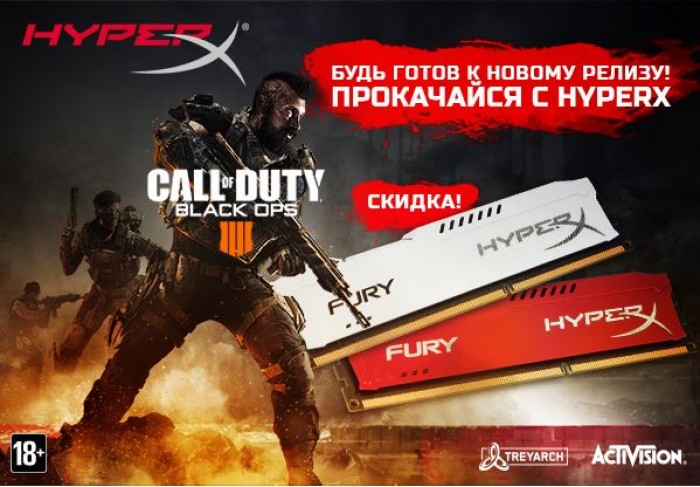 HYPERX®
БУДЬ ГОТОВ К НОВОМУ РЕЛИЗУ!
ПРОКАЧАЙСЯ С HYPERX
CALL OF DUTY
BLACK OPS
IIII
СКИДКА!
HYPERX
FURY
HYPERX
FURY
18+
TREYARCH
ACTIVISION